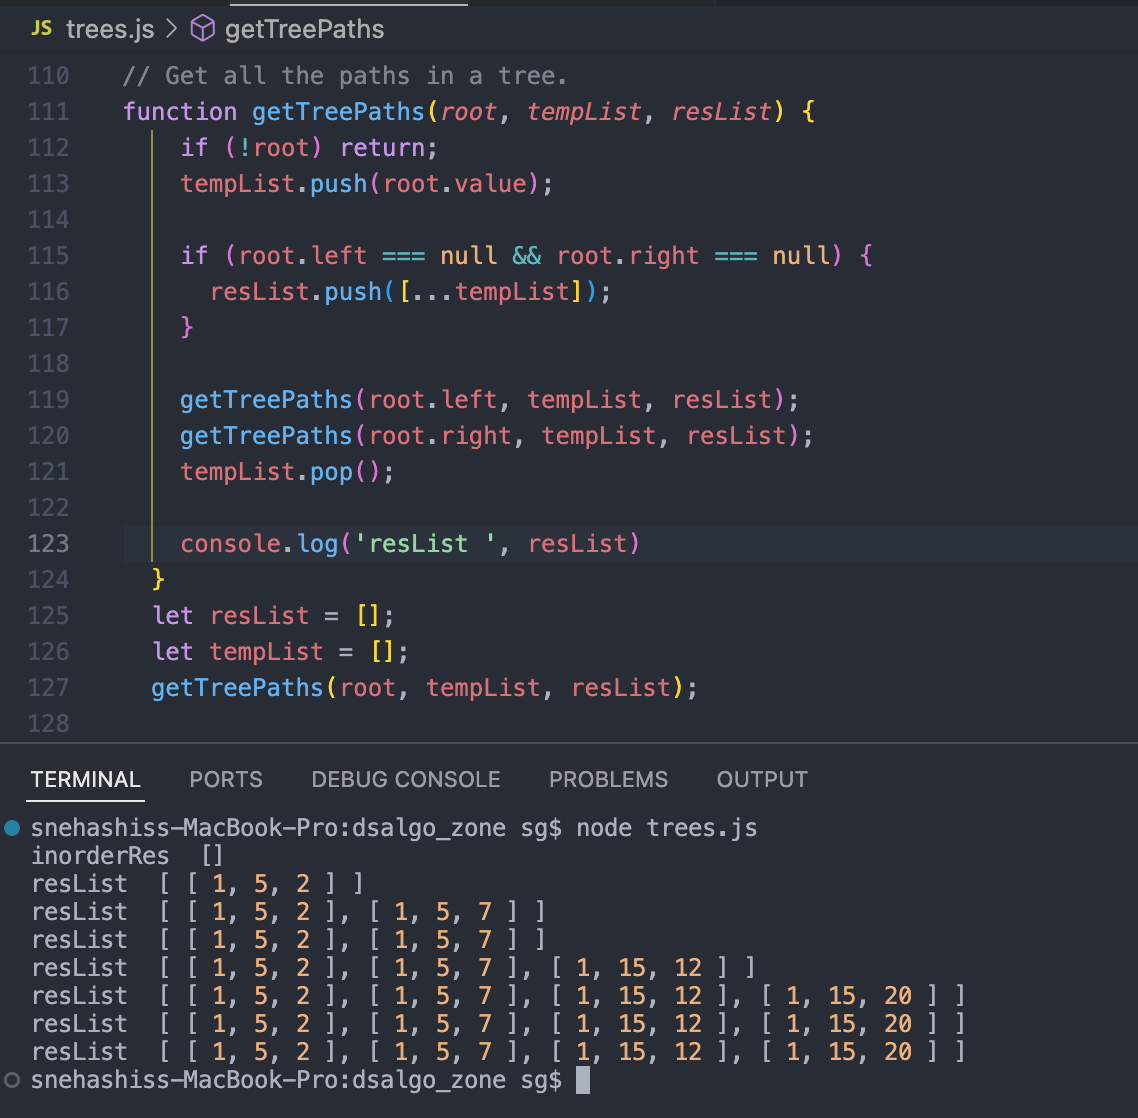 JS trees.js > getTreePaths
110 // Get all the paths in a tree.
111 function getTreePaths(root, tempList, resList) {
112 if (!root) return;
113 tempList.push(root.value);
114
115 if (root.left === null && root.right === null) {
116 resList.push([...tempList]);
117 }
118
119 getTreePaths(root.left, tempList, resList);
120 getTreePaths(root.right, tempList, resList);
121 tempList.pop();
122
123 console.log('resList ', resList)
124 }
125 let resList = [];
126 let tempList = [];
127 getTreePaths(root, tempList, resList);
128
TERMINAL PORTS DEBUG CONSOLE PROBLEMS OUTPUT
snehashiss-MacBook-Pro:dsalgo_zone sg$ node trees.js
inorderRes  []
resList  [ [ 1, 5, 2 ] ]
resList  [ [ 1, 5, 2 ], [ 1, 5, 7 ] ]
resList  [ [ 1, 5, 2 ], [ 1, 5, 7 ] ]
resList  [ [ 1, 5, 2 ], [ 1, 5, 7 ], [ 1, 15, 12 ] ]
resList  [ [ 1, 5, 2 ], [ 1, 5, 7 ], [ 1, 15, 12 ], [ 1, 15, 20 ] ]
resList  [ [ 1, 5, 2 ], [ 1, 5, 7 ], [ 1, 15, 12 ], [ 1, 15, 20 ] ]
resList  [ [ 1, 5, 2 ], [ 1, 5, 7 ], [ 1, 15, 12 ], [ 1, 15, 20 ] ]
snehashiss-MacBook-Pro:dsalgo_zone sg$